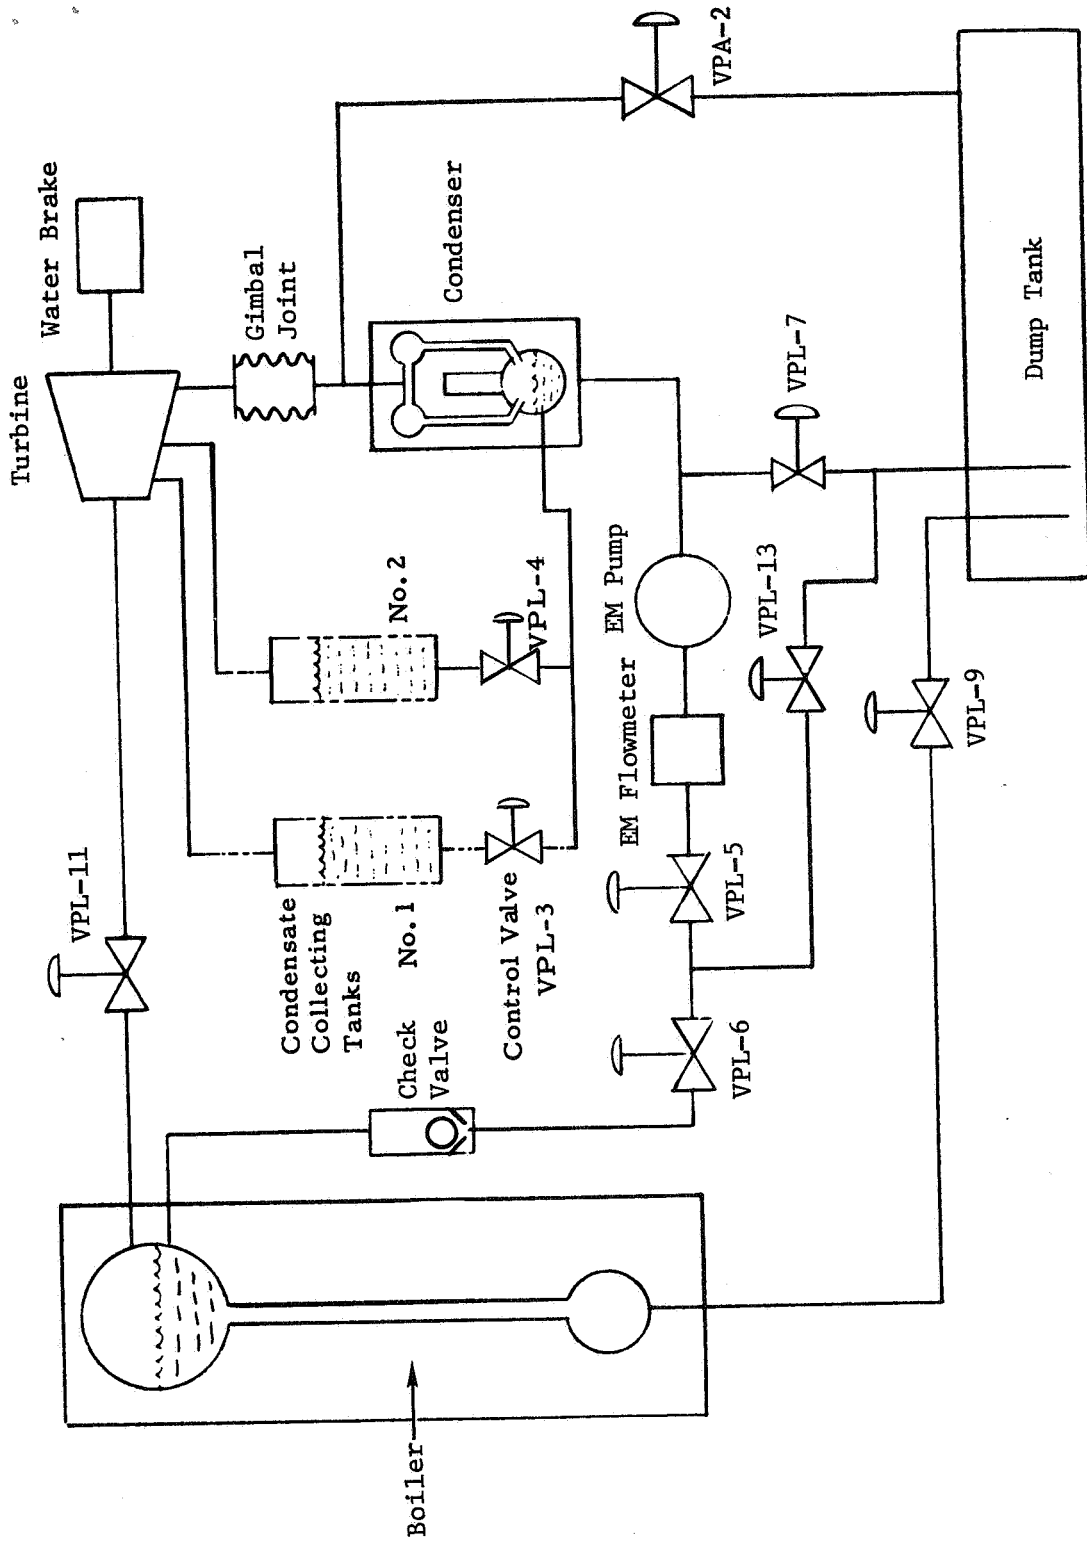 Turbine
Water Brake
VPL-11
Gimbal
Joint
Condensate
Collecting
Tanks
No.1
No.2
Check
Valve
Control Valve
VPL-3
VPL-4
Condenser
VPA-2
Boiler
VPL-6
VPL-5
EM Flowmeter
EM Pump
VPL-13
VPL-7
VPL-9
Dump Tank